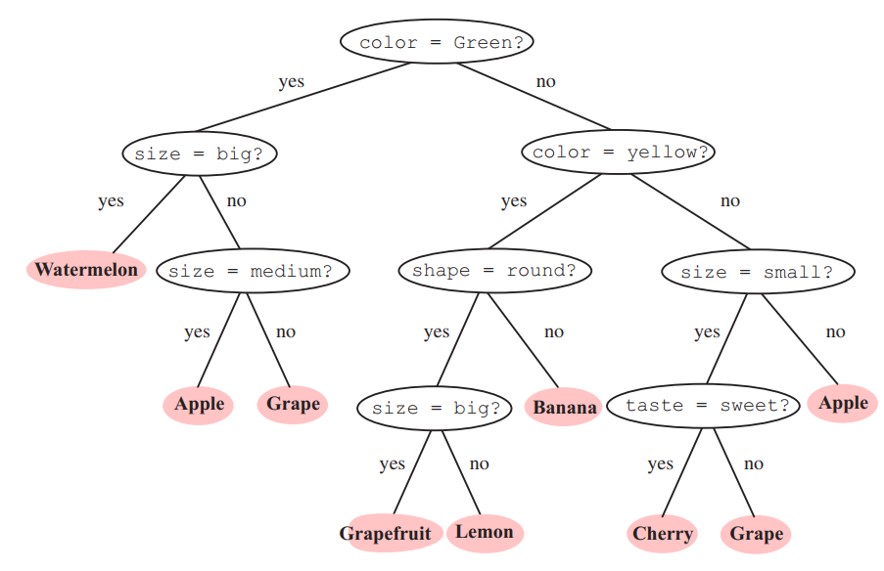 color = Green?
yes
no
size = big?
color = yellow?
yes
no
yes
no
Watermelon
size = medium?
shape = round?
size = small?
yes
no
yes
no
yes
no
Apple
Grape
size = big?
Banana
taste = sweet?
Apple
yes
no
yes
no
Grapefruit
Lemon
Cherry
Grape